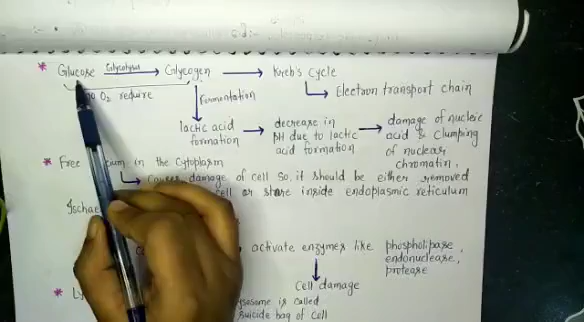 * Glucose Glycolysis → Glycogen → Kreb's cycle
↳ Electron transport chain
O₂ require
fermentation
lactic acid formation → decrease in PH due to lactic acid formation → damage of nucleic acid & clumping of nuclear chromatin.
* Free in the cytoplasm
↳ damage of cell so, it should be either removed
cell or store inside endoplasmic reticulum
Ischae
activate enzymes like phospholipase, endonuclease, protease
Cell damage
* Ly
lysosome is called
suicide bag of cell